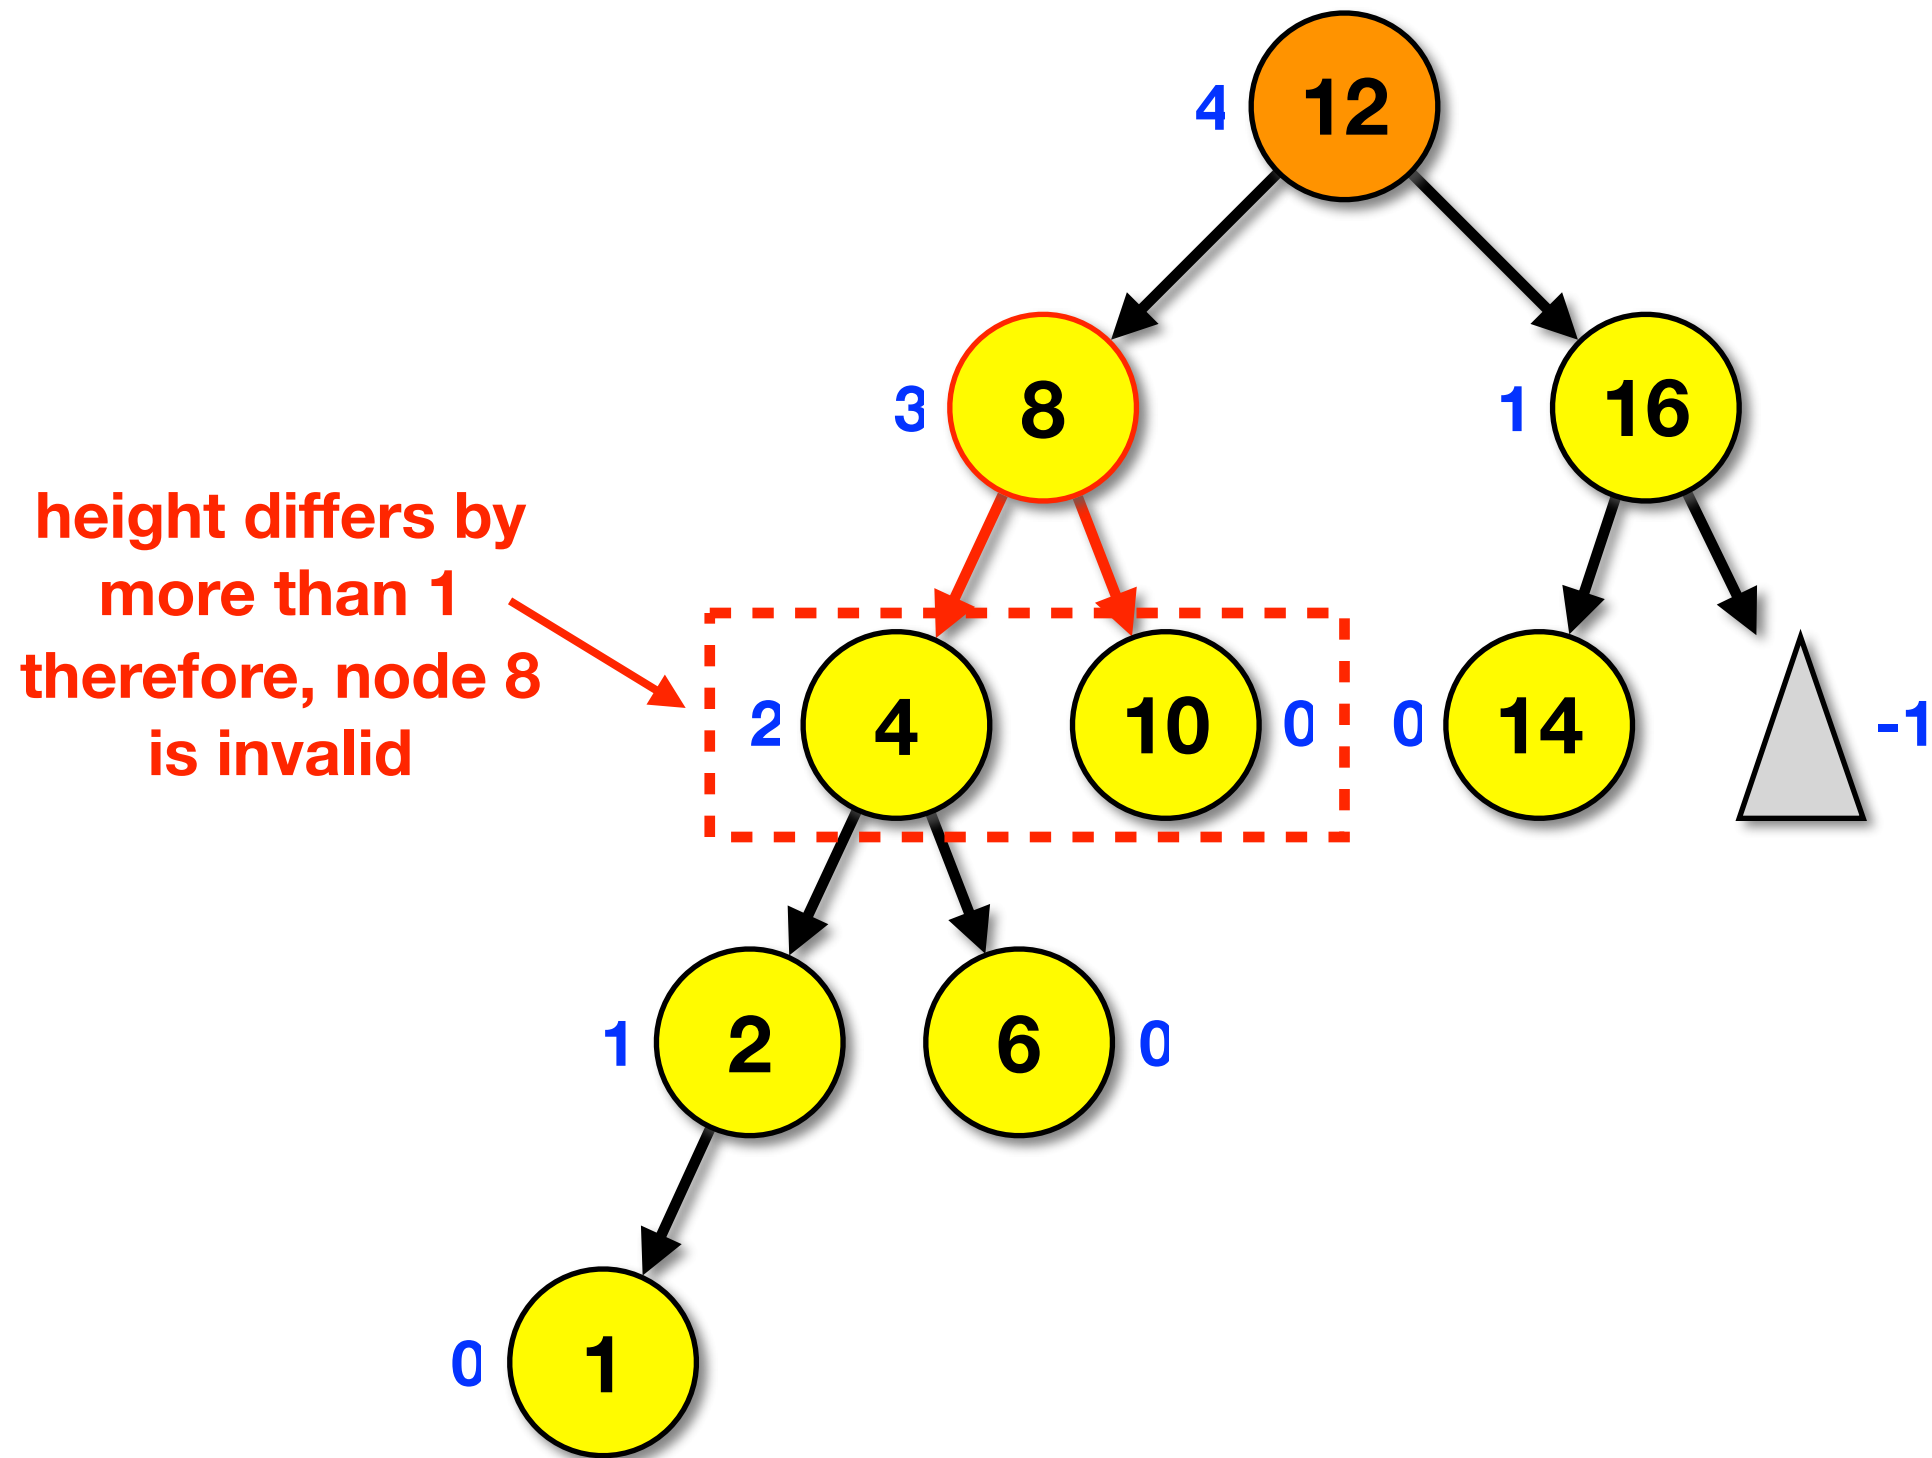 4 12
3 8 1 16
height differs by
more than 1
therefore, node 8
is invalid
2 4 10 0 0 14 -1
1 2 6 0
0 1